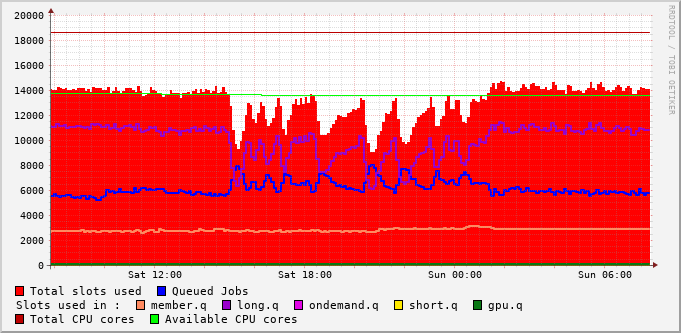 20000
18000
16000
14000
12000
10000
8000
6000
4000
2000
0
Sat 12:00 Sat 18:00 Sun 00:00 Sun 06:00
RRDTOOL / TOBI OETIKER
Total slots used Queued Jobs
Slots used in : member.q long.q ondemand.q short.q gpu.q
Total CPU cores Available CPU cores